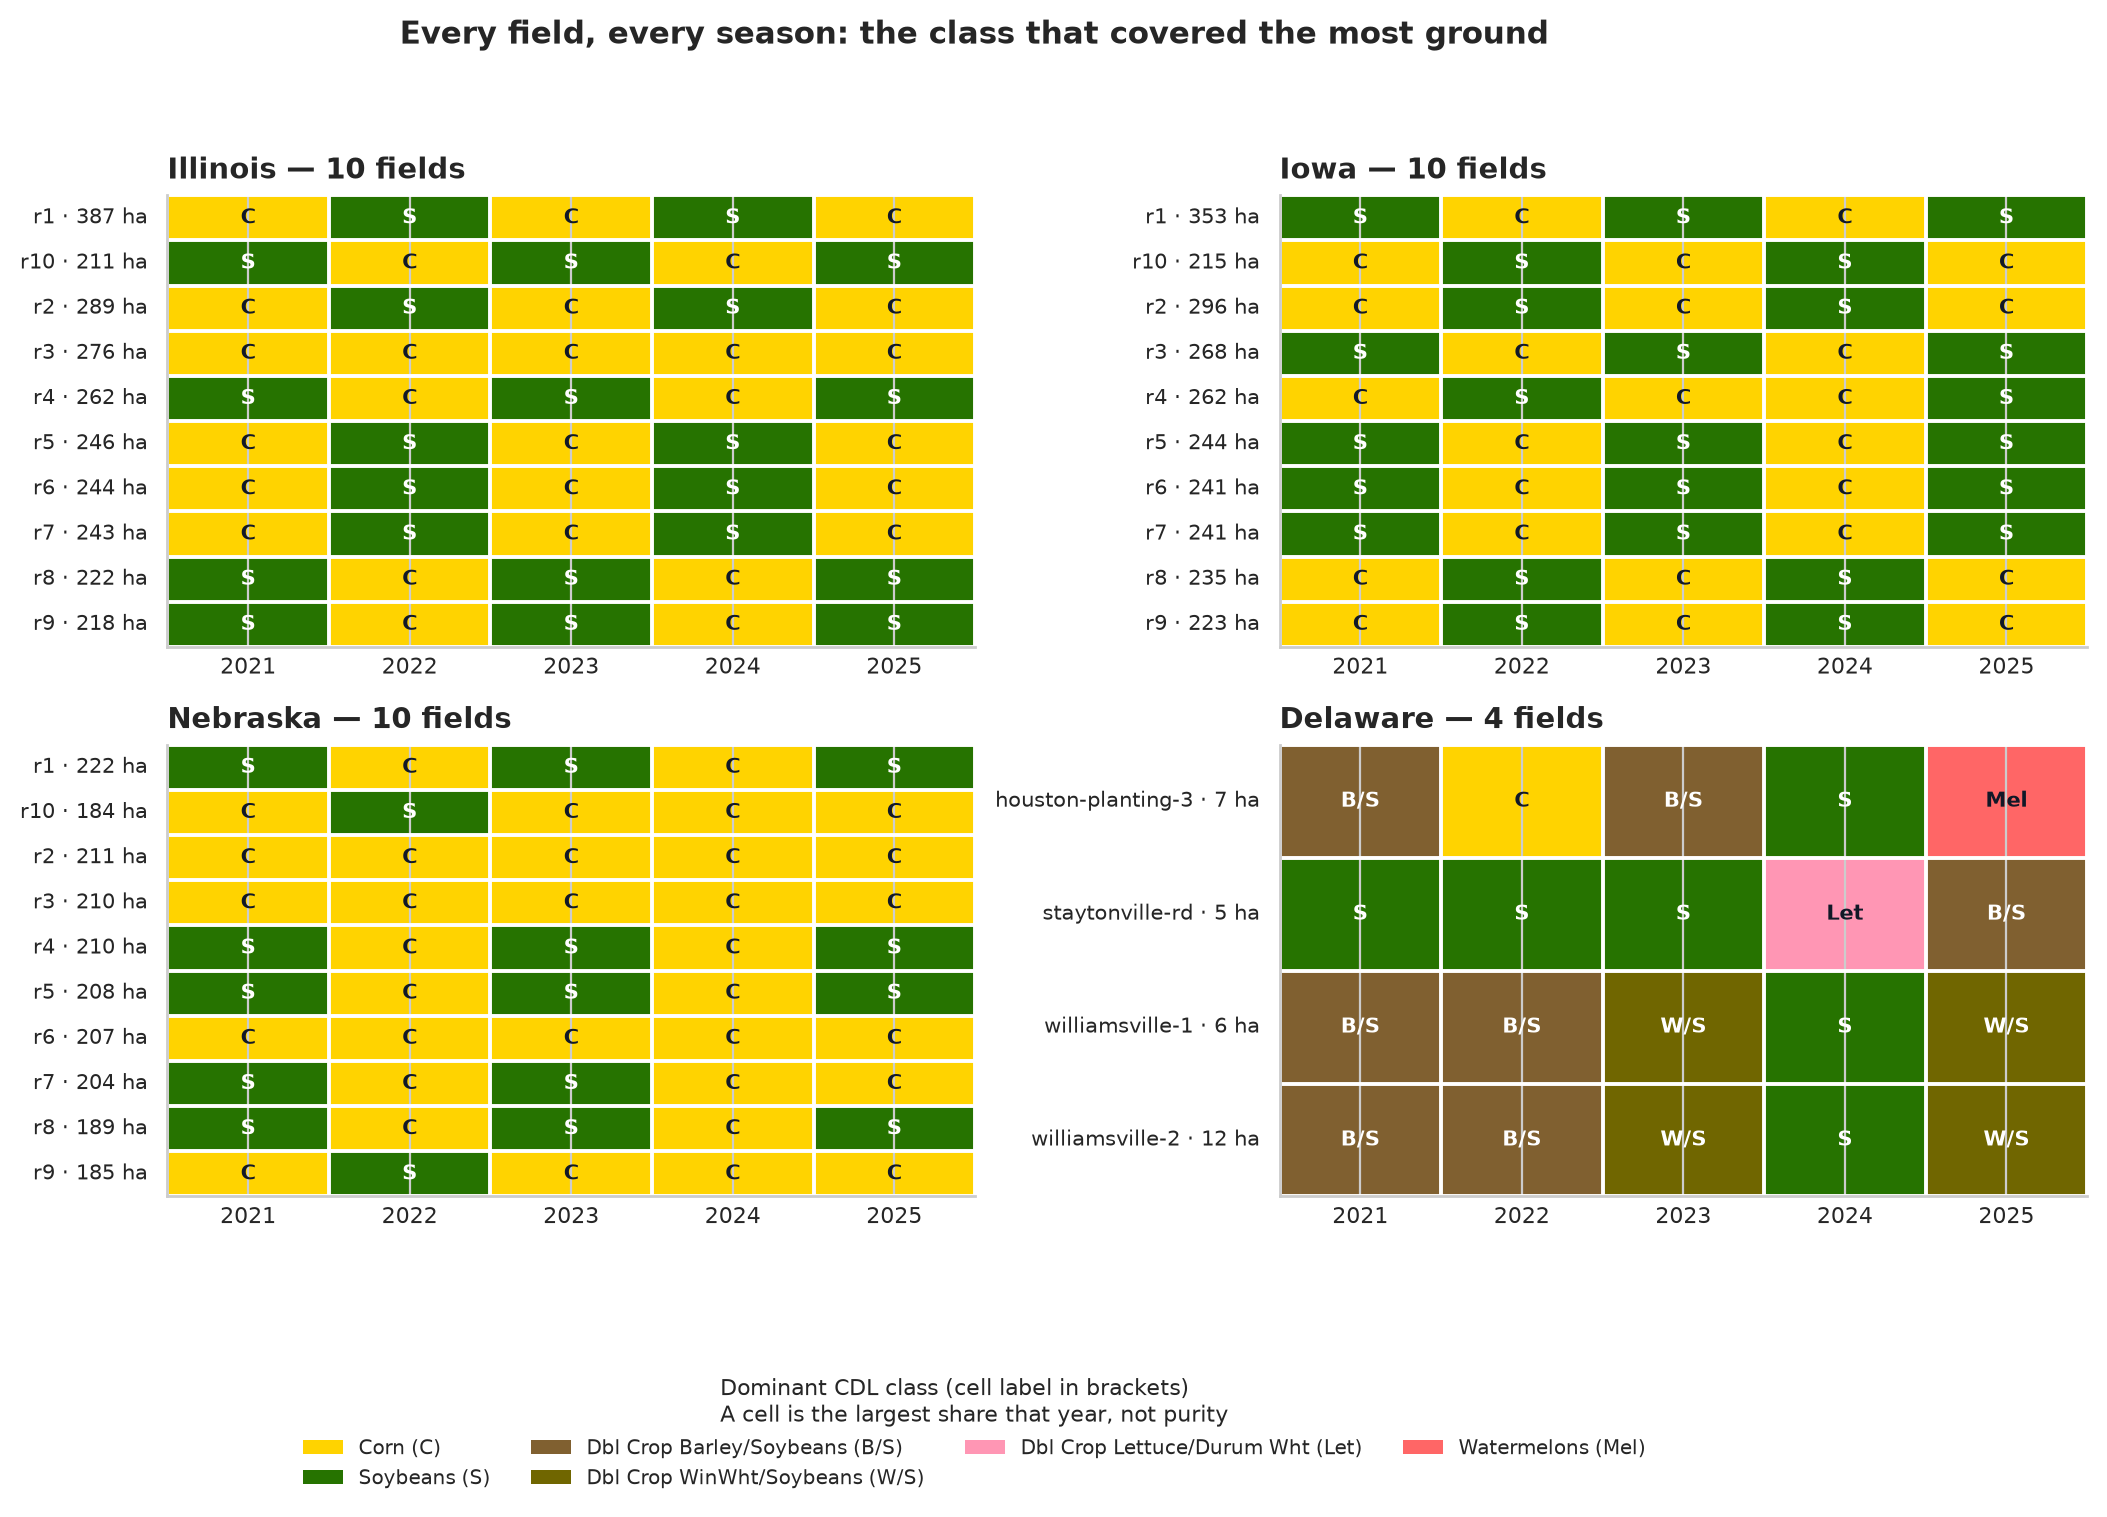 Every field, every season: the class that covered the most ground
Illinois — 10 fields
r1 · 387 ha C S C S C
r10 · 211 ha S C S C S
r2 · 289 ha C S C S C
r3 · 276 ha C C C C C
r4 · 262 ha S C S C S
r5 · 246 ha C S C S C
r6 · 244 ha C S C S C
r7 · 243 ha C S C S C
r8 · 222 ha S C S C S
r9 · 218 ha S C S C S
2021 2022 2023 2024 2025
Iowa — 10 fields
r1 · 353 ha S C S C S
r10 · 215 ha C S C S C
r2 · 296 ha C S C S C
r3 · 268 ha S C S C S
r4 · 262 ha C S C C S
r5 · 244 ha S C S C S
r6 · 241 ha S C S C S
r7 · 241 ha S C S C S
r8 · 235 ha C S C S C
r9 · 223 ha C S C S C
2021 2022 2023 2024 2025
Nebraska — 10 fields
r1 · 222 ha S C S C S
r10 · 184 ha C S C C C
r2 · 211 ha C C C C C
r3 · 210 ha C C C C C
r4 · 210 ha S C S C S
r5 · 208 ha S C S C S
r6 · 207 ha C C C C C
r7 · 204 ha S C S C C
r8 · 189 ha S C S C S
r9 · 185 ha C S C C C
2021 2022 2023 2024 2025
Delaware — 4 fields
houston-planting-3 · 7 ha B/S C B/S S Mel
staytonville-rd · 5 ha S S S Let B/S
williamsville-1 · 6 ha B/S B/S W/S S W/S
williamsville-2 · 12 ha B/S B/S W/S S W/S
2021 2022 2023 2024 2025
Dominant CDL class (cell label in brackets)
A cell is the largest share that year, not purity
Corn (C) Dbl Crop Barley/Soybeans (B/S) Dbl Crop Lettuce/Durum Wht (Let) Watermelons (Mel)
Soybeans (S) Dbl Crop WinWht/Soybeans (W/S)